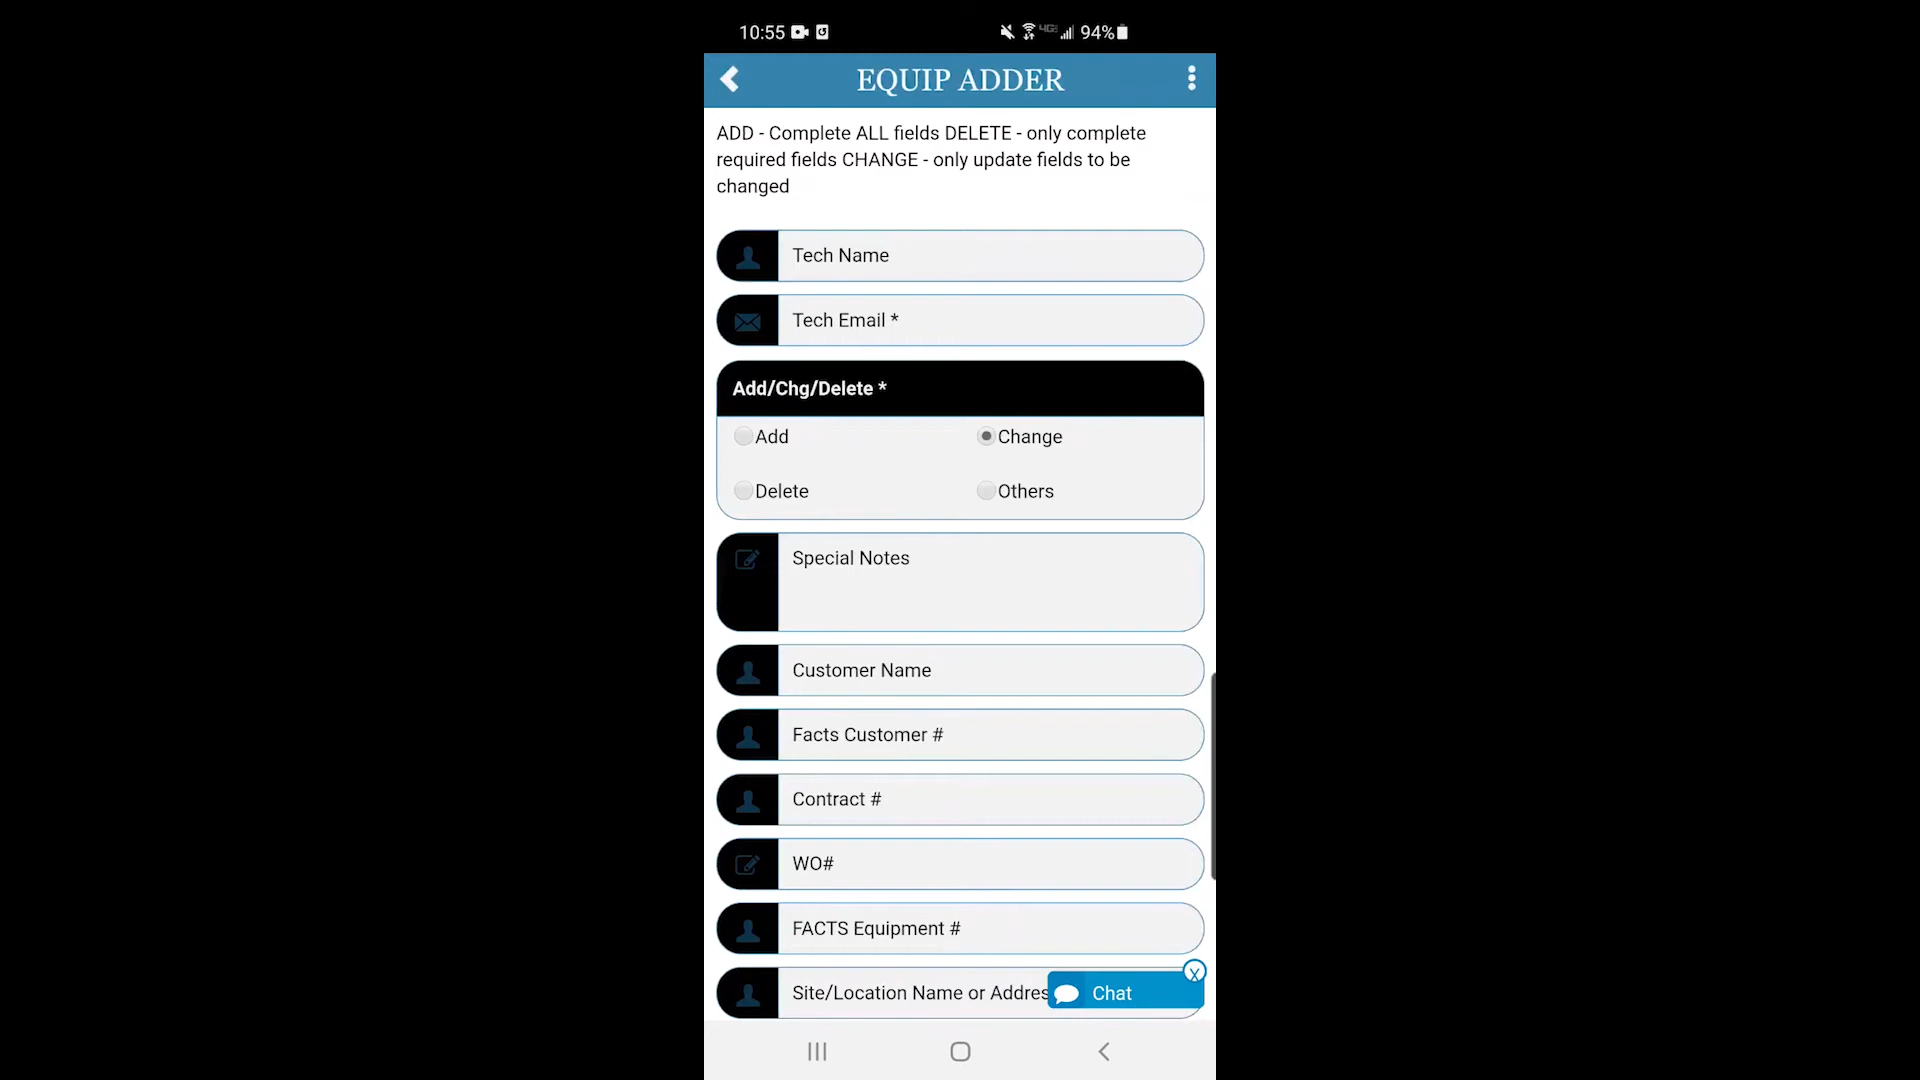 10:55
94%
EQUIP ADDER
ADD - Complete ALL fields DELETE - only complete
required fields CHANGE - only update fields to be
changed
Tech Name
Tech Email *
Add/Chg/Delete *
Add
Change
Delete
Others
Special Notes
Customer Name
Facts Customer #
Contract #
WO#
FACTS Equipment #
Site/Location Name or Addres
X
Chat